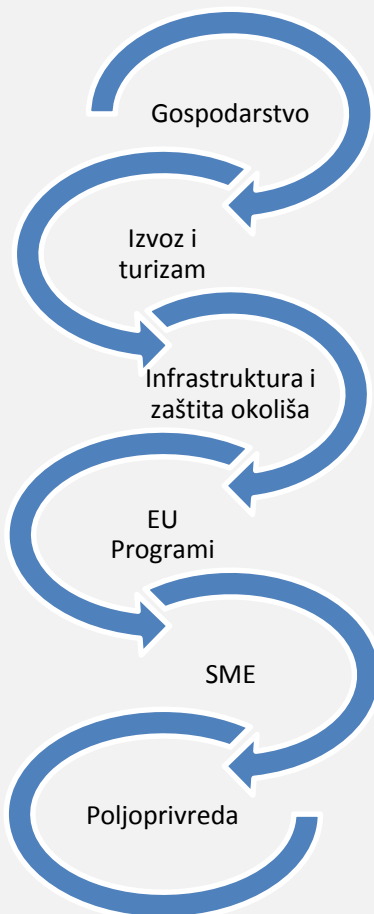 Gospodarstvo
Izvoz i
turizam
Infrastruktura i
zaštita okoliša
EU
Programi
SME
Poljoprivreda